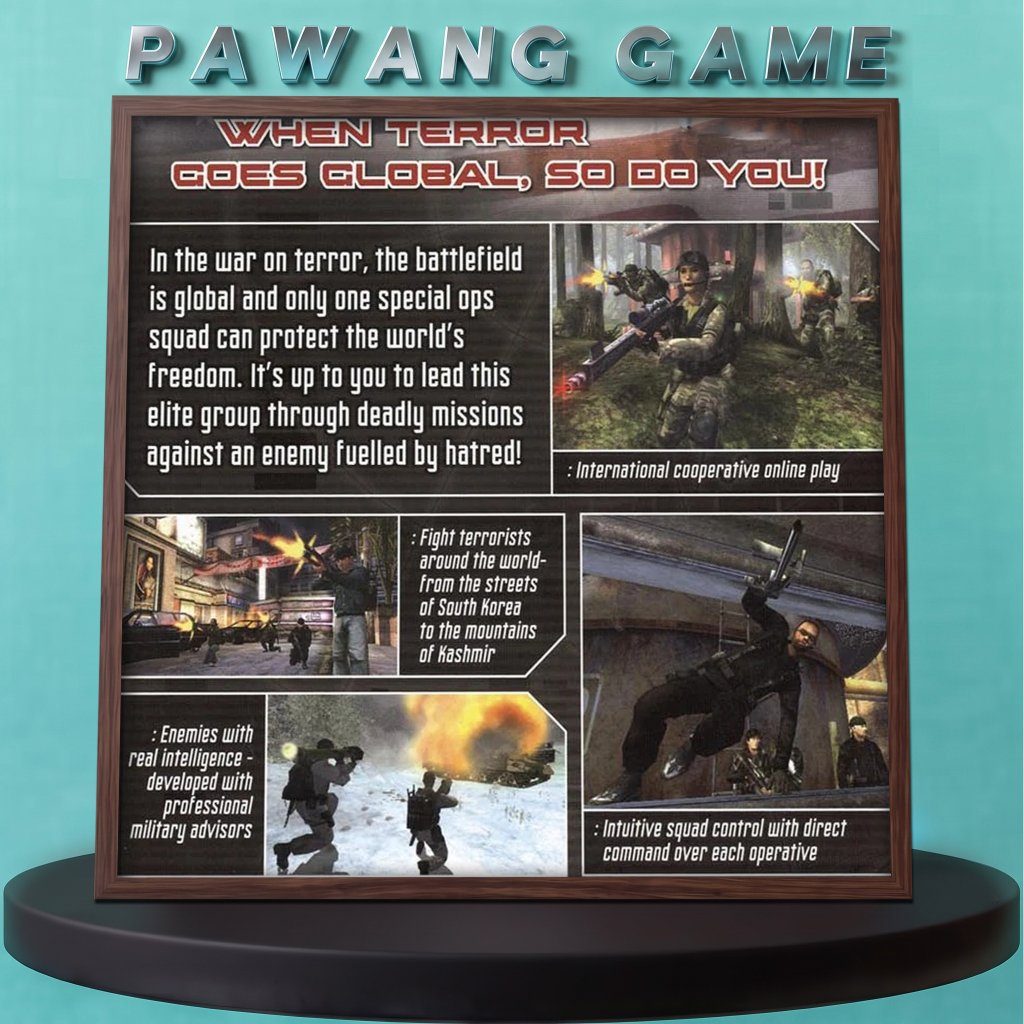 PAWANG GAME
WHEN TERROR
GOES GLOBAL, SO DO YOU!
In the war on terror, the battlefield
is global and only one special ops
squad can protect the world's
freedom. It's up to you to lead this
elite group through deadly missions
against an enemy fuelled by hatred!
: International cooperative online play
: Fight terrorists
around the world-
from the streets
of South Korea
to the mountains
of Kashmir
: Enemies with
real intelligence -
developed with
professional
military advisors
: Intuitive squad control with direct
command over each operative